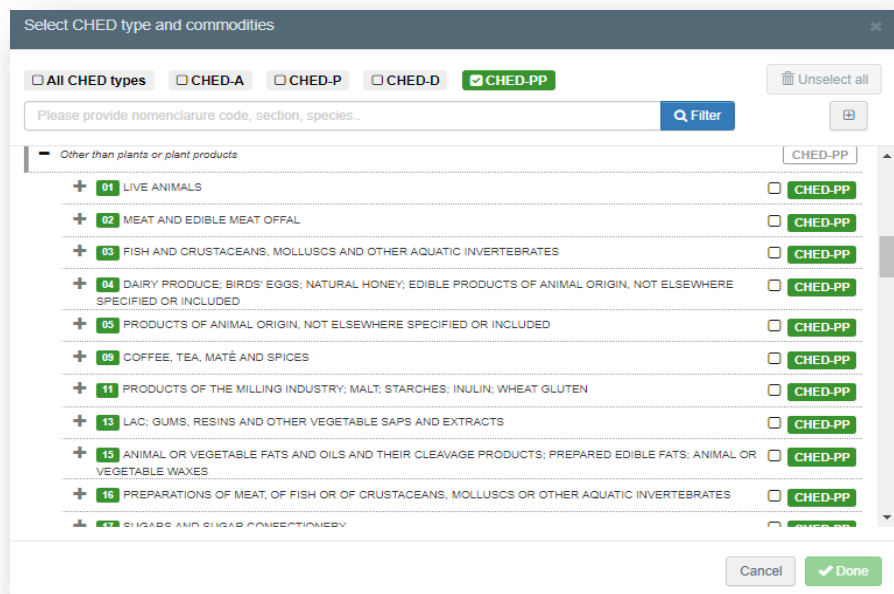 Select CHED type and commodities ×
All CHED types CHED-A CHED-P CHED-D CHED-PP Unselect all
Please provide nomenclarure code, section, species.. Filter
Other than plants or plant products CHED-PP
01 LIVE ANIMALS CHED-PP
02 MEAT AND EDIBLE MEAT OFFAL CHED-PP
03 FISH AND CRUSTACEANS, MOLLUSCS AND OTHER AQUATIC INVERTEBRATES CHED-PP
04 DAIRY PRODUCE; BIRDS' EGGS; NATURAL HONEY; EDIBLE PRODUCTS OF ANIMAL ORIGIN, NOT ELSEWHERE CHED-PP
SPECIFIED OR INCLUDED
05 PRODUCTS OF ANIMAL ORIGIN, NOT ELSEWHERE SPECIFIED OR INCLUDED CHED-PP
09 COFFEE, TEA, MATÉ AND SPICES CHED-PP
11 PRODUCTS OF THE MILLING INDUSTRY; MALT; STARCHES; INULIN; WHEAT GLUTEN CHED-PP
13 LAC; GUMS, RESINS AND OTHER VEGETABLE SAPS AND EXTRACTS CHED-PP
15 ANIMAL OR VEGETABLE FATS AND OILS AND THEIR CLEAVAGE PRODUCTS; PREPARED EDIBLE FATS; ANIMAL OR CHED-PP
VEGETABLE WAXES
16 PREPARATIONS OF MEAT, OF FISH OR OF CRUSTACEANS, MOLLUSCS OR OTHER AQUATIC INVERTEBRATES CHED-PP
17 SUGARS AND SUGAR CONFECTIONERY CHED-PP
Cancel Done